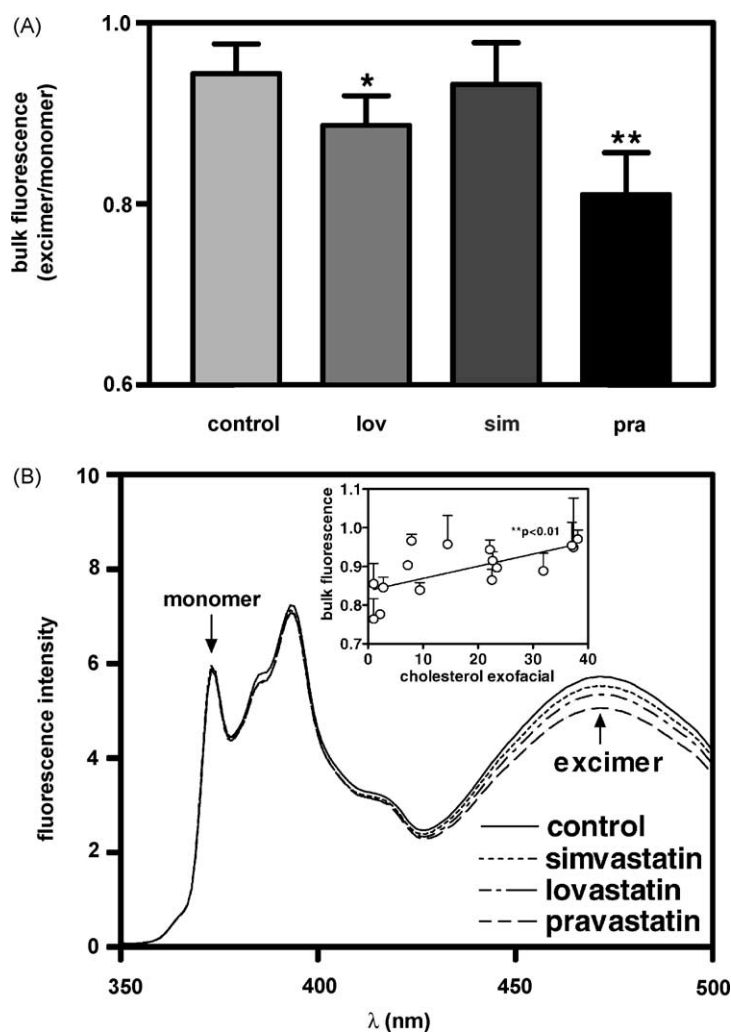 (A)
bulk fluorescence
(excimer/monomer)
1.0
0.8
0.6
*
**
control lov sim pra
(B)
fluorescence intensity
10
8
6
4
2
0
monomer
bulk fluorescence
1.1
1.0
0.9
0.8
0.7
**p<0.01
0 10 20 30 40
cholesterol exofacial
excimer
control
simvastatin
lovastatin
pravastatin
350 400 450 500
λ (nm)